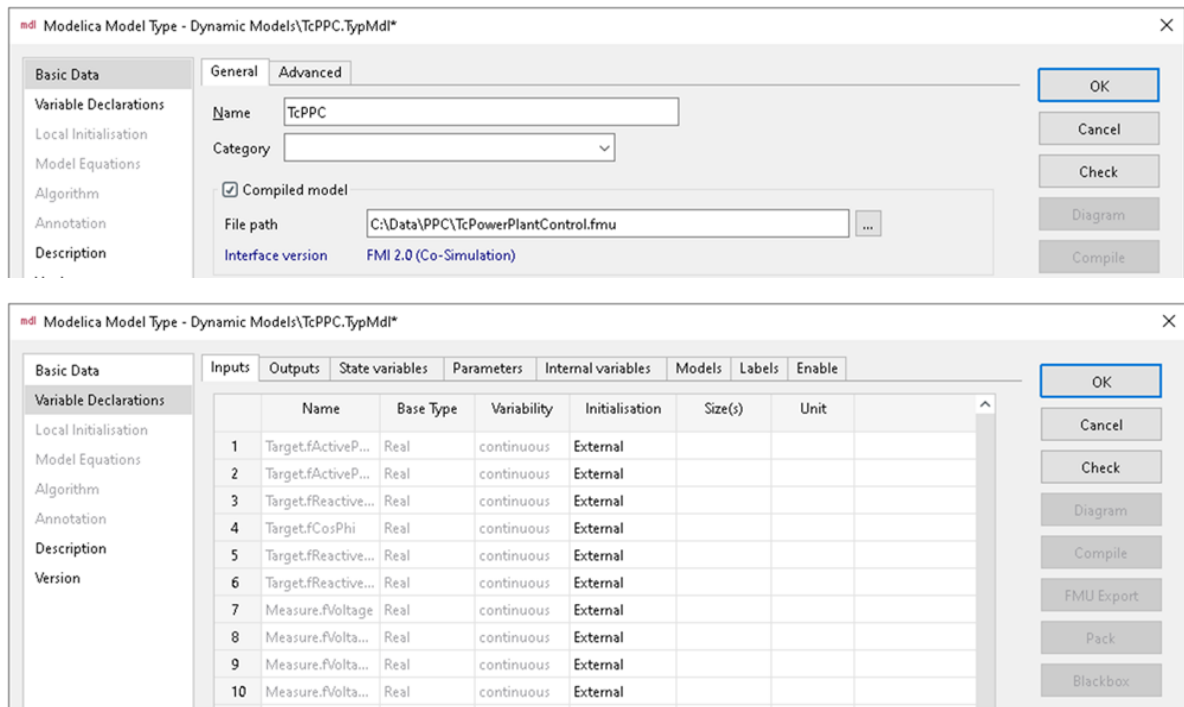 mdl Modelica Model Type - Dynamic Models\TcPPC.TypMdl*
Basic Data
Variable Declarations
Local Initialisation
Model Equations
Algorithm
Annotation
Description
General Advanced
Name TcPPC
Category
Compiled model
File path C:\Data\PPC\TcPowerPlantControl.fmu ...
Interface version FMI 2.0 (Co-Simulation)
OK
Cancel
Check
Diagram
Compile
mdl Modelica Model Type - Dynamic Models\TcPPC.TypMdl*
Basic Data
Variable Declarations
Local Initialisation
Model Equations
Algorithm
Annotation
Description
Version
Inputs Outputs State variables Parameters Internal variables Models Labels Enable
Name Base Type Variability Initialisation Size(s) Unit
1 Target.fActiveP... Real continuous External
2 Target.fActiveP... Real continuous External
3 Target.fReactive... Real continuous External
4 Target.fCosPhi Real continuous External
5 Target.fReactive... Real continuous External
6 Target.fReactive... Real continuous External
7 Measure.fVoltage Real continuous External
8 Measure.fVolta... Real continuous External
9 Measure.fVolta... Real continuous External
10 Measure.fVolta... Real continuous External
OK
Cancel
Check
Diagram
Compile
FMU Export
Pack
Blackbox